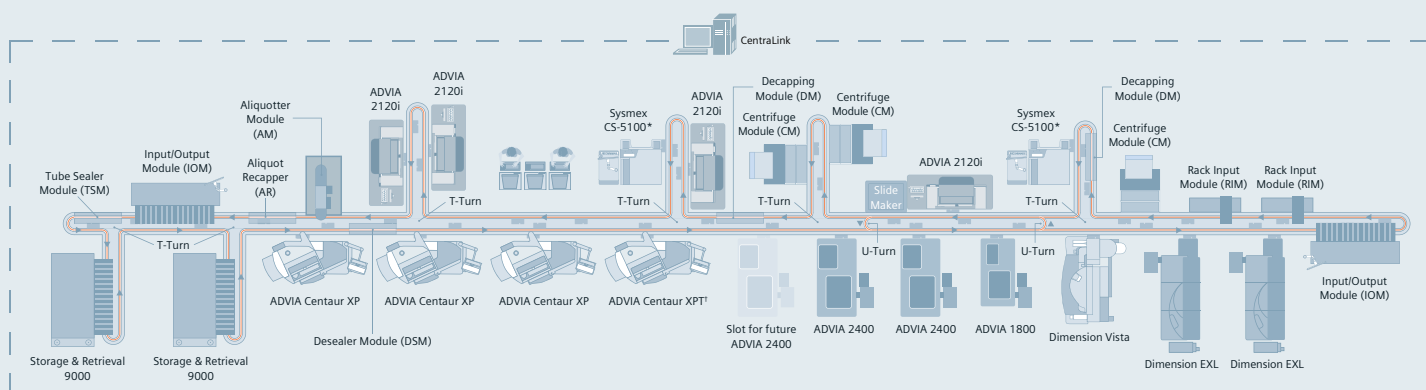 CentraLink
ADVIA
2120i
ADVIA
2120i
Aliquotter
Module
(AM)
Input/Output
Module (IOM)
Aliquot
Recapper
(AR)
Tube Sealer
Module (TSM)
T-Turn
T-Turn
Sysmex
CS-5100*
ADVIA
2120i
Decapping
Module (DM)
Centrifuge
Module (CM)
Centrifuge
Module (CM)
T-Turn
T-Turn
ADVIA 2120i
Slide
Maker
Sysmex
CS-5100*
Decapping
Module (DM)
Centrifuge
Module (CM)
T-Turn
Rack Input
Module (RIM)
Rack Input
Module (RIM)
U-Turn
U-Turn
Input/Output
Module (IOM)
ADVIA Centaur XP
ADVIA Centaur XP
ADVIA Centaur XP
ADVIA Centaur XPT†
Slot for future
ADVIA 2400
ADVIA 2400
ADVIA 2400
ADVIA 1800
Dimension Vista
Dimension EXL
Dimension EXL
Desealer Module (DSM)
Storage & Retrieval
9000
Storage & Retrieval
9000